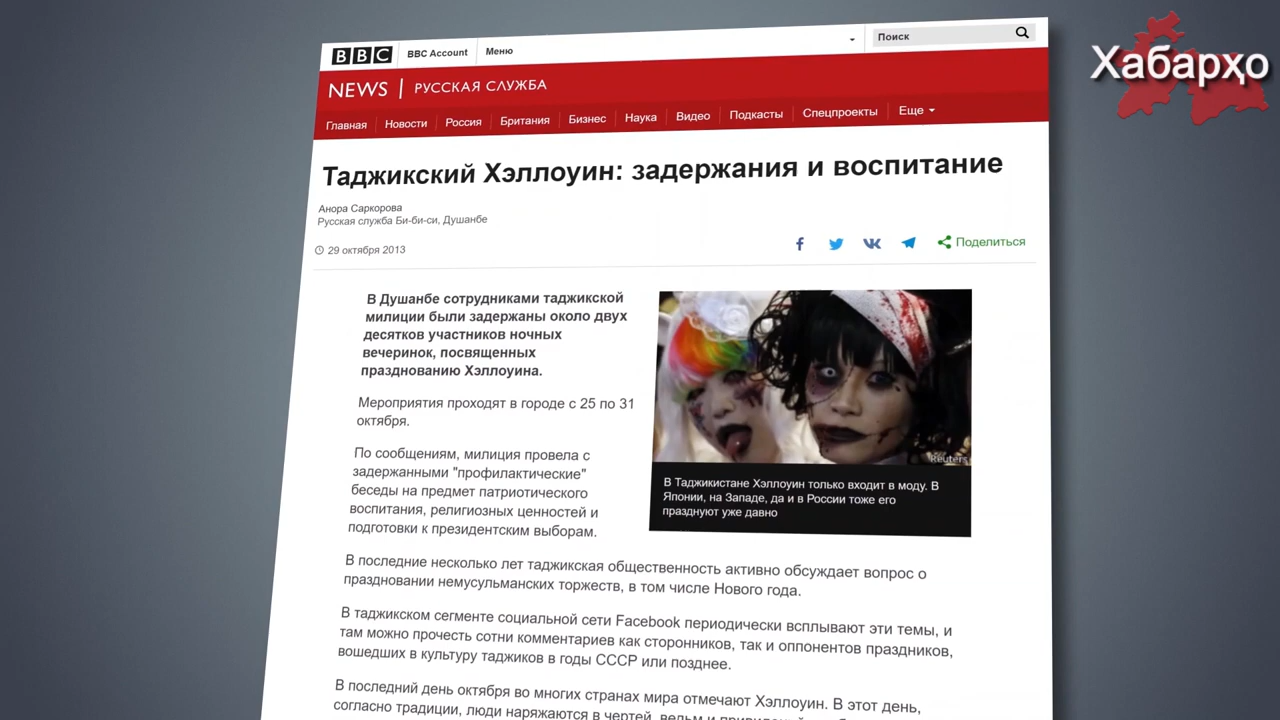 BBC
BBC Account
Меню
Поиск
Хабарҳо
NEWS | РУССКАЯ СЛУЖБА
Главная Новости Россия Британия Бизнес Наука Видео Подкасты Спецпроекты Еще
Таджикский Хэллоуин: задержания и воспитание
Анора Саркорова
Русская служба Би-би-си, Душанбе
29 октября 2013
Поделиться
В Душанбе сотрудниками таджикской
милиции были задержаны около двух
десятков участников ночных
вечеринок, посвященных
празднованию Хэллоуина.
Мероприятия проходят в городе с 25 по 31
октября.
По сообщениям, милиция провела с
задержанными "профилактические"
беседы на предмет патриотического
воспитания, религиозных ценностей и
подготовки к президентским выборам.
Reuters
В Таджикистане Хэллоуин только входит в моду. В
Японии, на Западе, да и в России тоже его
празднуют уже давно
В последние несколько лет таджикская общественность активно обсуждает вопрос о
праздновании немусульманских торжеств, в том числе Нового года.
В таджикском сегменте социальной сети Facebook периодически всплывают эти темы, и
там можно прочесть сотни комментариев как сторонников, так и оппонентов праздников,
вошедших в культуру таджиков в годы СССР или позднее.
В последний день октября во многих странах мира отмечают Хэллоуин. В этот день,
согласно традиции, люди наряжаются в чертей, ведьм и